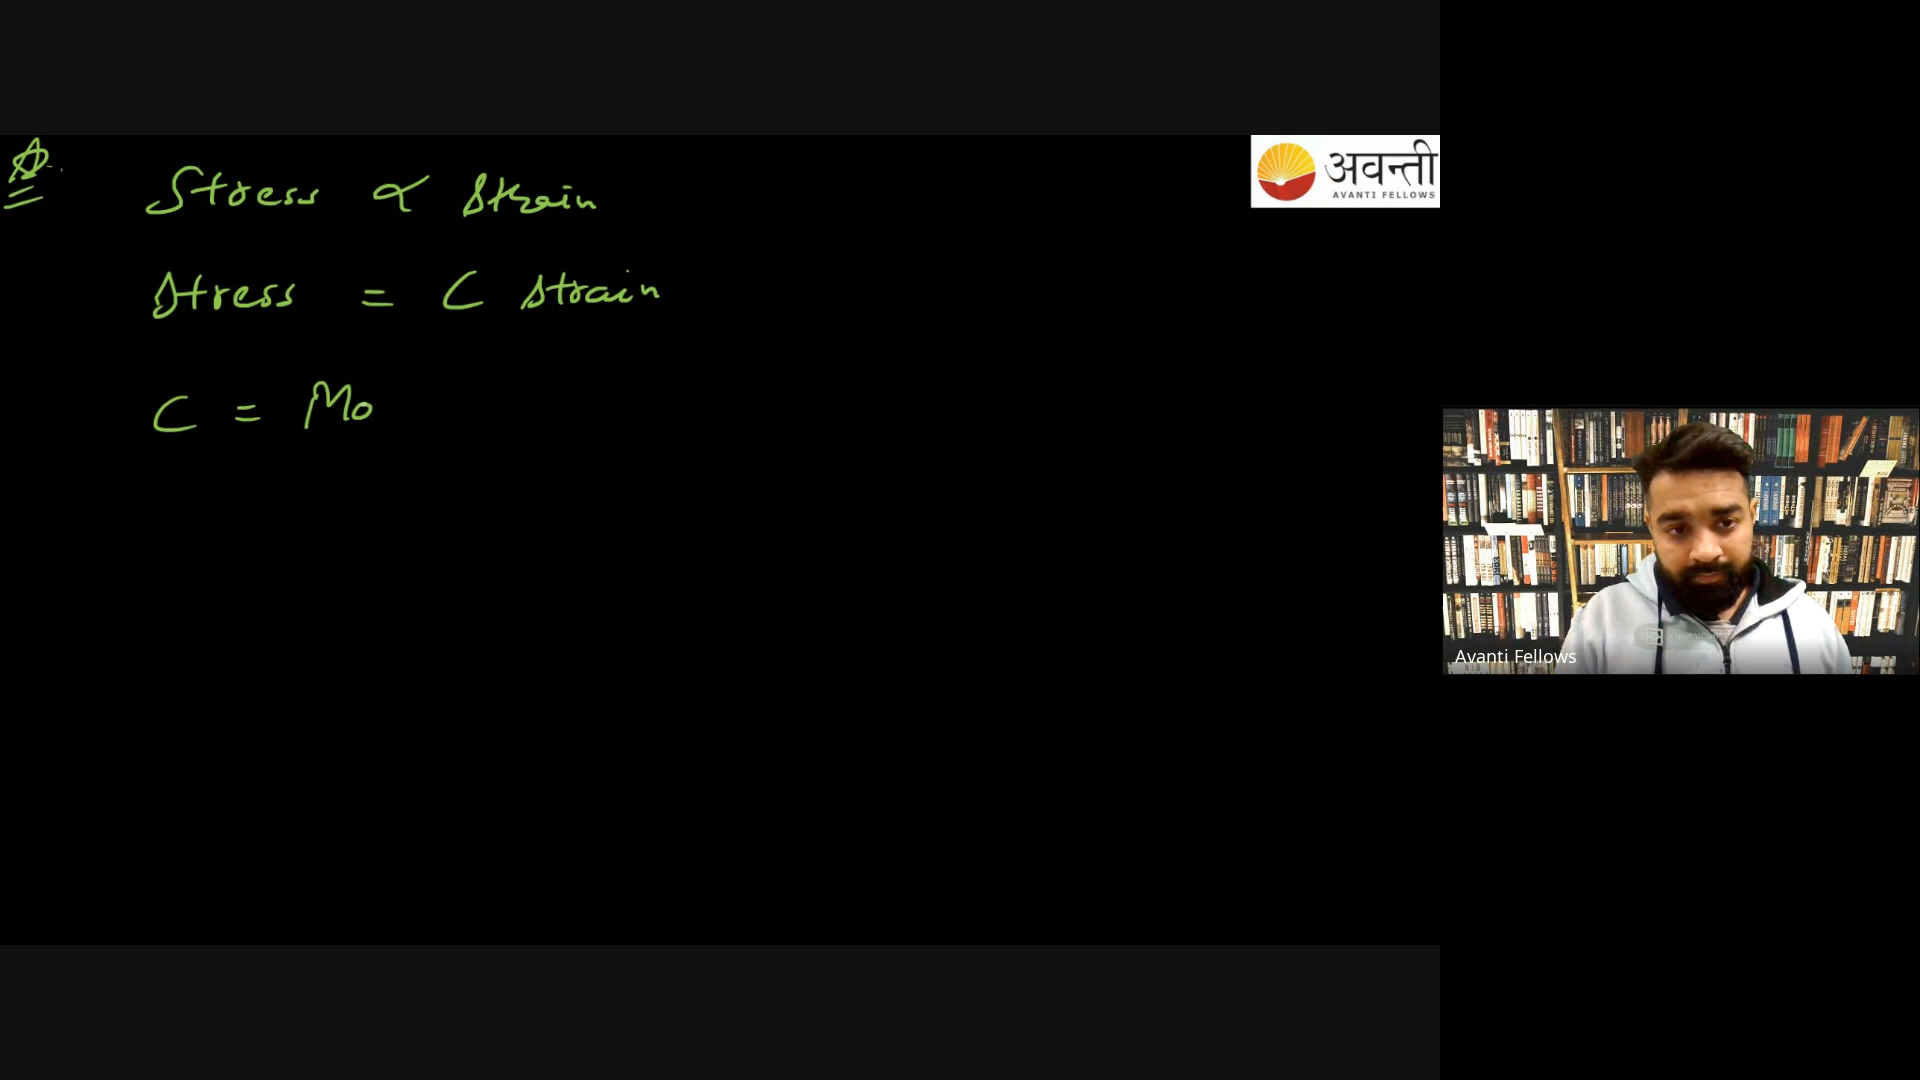 Stress ∝ strain
अवन्ती
AVANTI FELLOWS
stress = C strain
C = Mo
Avanti Fellows